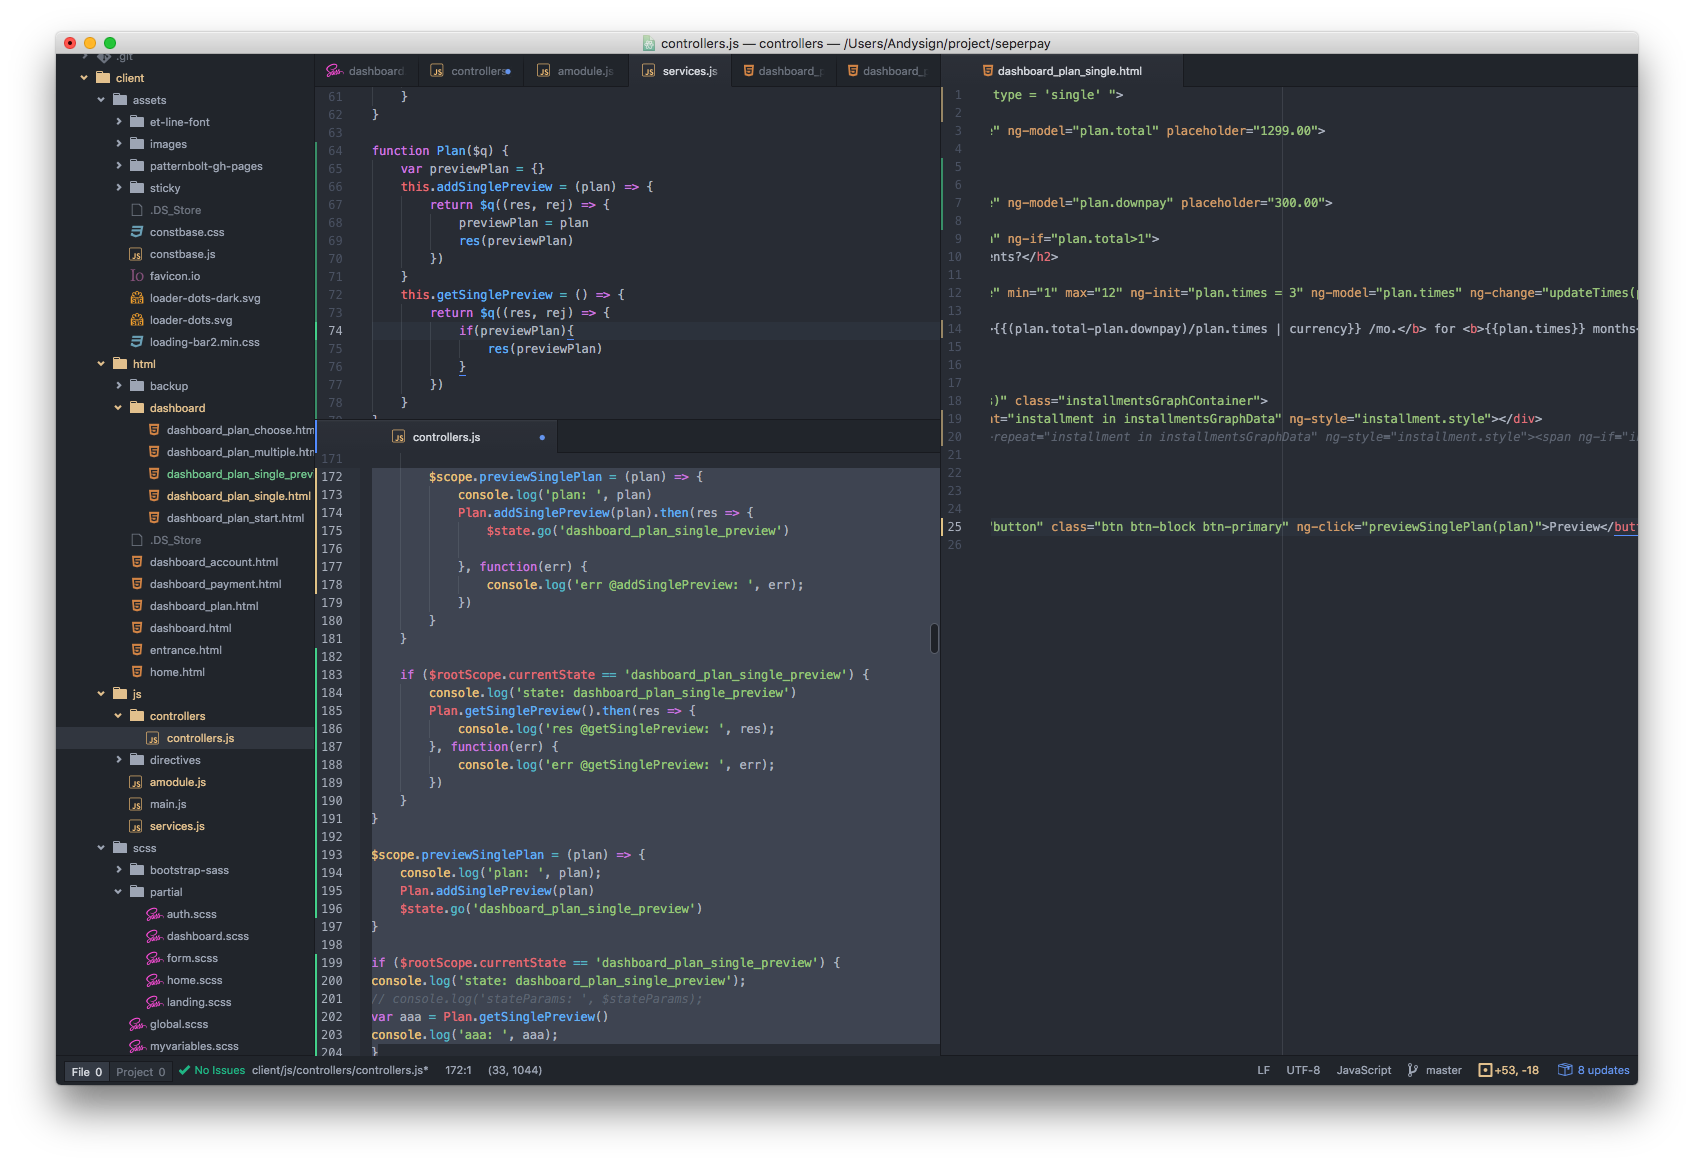 controllers.js — controllers — /Users/Andysign/project/seperpay
.git
client
assets
et-line-font
images
patternbolt-gh-pages
sticky
.DS_Store
constbase.css
constbase.js
favicon.io
loader-dots-dark.svg
loader-dots.svg
loading-bar2.min.css
html
backup
dashboard
dashboard_plan_choose.htm
dashboard_plan_multiple.htm
dashboard_plan_single_prev
dashboard_plan_single.html
dashboard_plan_start.html
.DS_Store
dashboard_account.html
dashboard_payment.html
dashboard_plan.html
dashboard.html
entrance.html
home.html
js
controllers
controllers.js
directives
amodule.js
main.js
services.js
scss
bootstrap-sass
partial
auth.scss
dashboard.scss
form.scss
home.scss
landing.scss
global.scss
myvariables.scss
dashboard controllers amodule.js services.js dashboard_ dashboard_
61 }
62 }
63
64 function Plan($q) {
65 var previewPlan = {}
66 this.addSinglePreview = (plan) => {
67 return $q((res, rej) => {
68 previewPlan = plan
69 res(previewPlan)
70 })
71 }
72 this.getSinglePreview = () => {
73 return $q((res, rej) => {
74 if(previewPlan){
75 res(previewPlan)
76 }
77 })
78 }
controllers.js
171
172 $scope.previewSinglePlan = (plan) => {
173 console.log('plan: ', plan)
174 Plan.addSinglePreview(plan).then(res => {
175 $state.go('dashboard_plan_single_preview')
176
177 }, function(err) {
178 console.log('err @addSinglePreview: ', err);
179 })
180 }
181 }
182
183 if ($rootScope.currentState == 'dashboard_plan_single_preview') {
184 console.log('state: dashboard_plan_single_preview')
185 Plan.getSinglePreview().then(res => {
186 console.log('res @getSinglePreview: ', res);
187 }, function(err) {
188 console.log('err @getSinglePreview: ', err);
189 })
190 }
191 }
192
193 $scope.previewSinglePlan = (plan) => {
194 console.log('plan: ', plan);
195 Plan.addSinglePreview(plan)
196 $state.go('dashboard_plan_single_preview')
197 }
198
199 if ($rootScope.currentState == 'dashboard_plan_single_preview') {
200 console.log('state: dashboard_plan_single_preview');
201 // console.log('stateParams: ', $stateParams);
202 var aaa = Plan.getSinglePreview()
203 console.log('aaa: ', aaa);
204 }
dashboard_plan_single.html
1 type = 'single' ">
2
3 e" ng-model="plan.total" placeholder="1299.00">
4
5
6
7 e" ng-model="plan.downpay" placeholder="300.00">
8
9 ng-if="plan.total>1">
10 ents?</h2>
11
12 e" min="1" max="12" ng-init="plan.times = 3" ng-model="plan.times" ng-change="updateTimes(
13
14 >{{(plan.total-plan.downpay)/plan.times | currency}} /mo.</b> for <b>{{plan.times}} months<
15
16
17
18 s)" class="installmentsGraphContainer">
19 at="installment in installmentsGraphData" ng-style="installment.style"></div>
20 -repeat="installment in installmentsGraphData" ng-style="installment.style"><span ng-if="i
21
22
23
24
25 "button" class="btn btn-block btn-primary" ng-click="previewSinglePlan(plan)">Preview</but
26
File 0 Project 0 No Issues client/js/controllers/controllers.js* 172:1 (33, 1044) LF UTF-8 JavaScript master +53, -18 8 updates